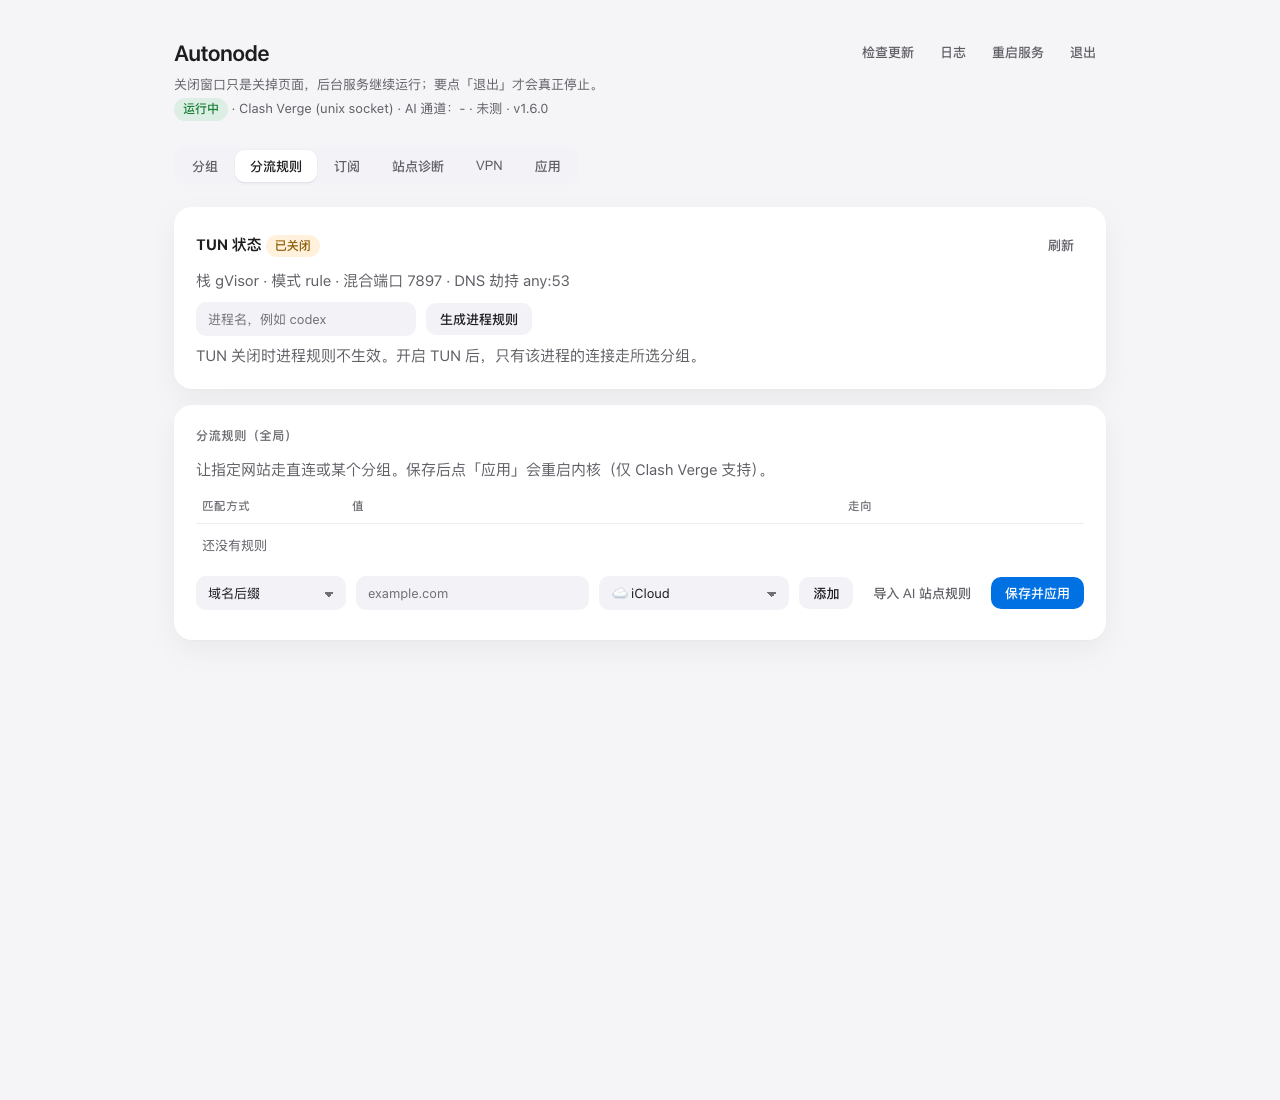 Autonode
检查更新 日志 重启服务 退出
关闭窗口只是关掉页面，后台服务继续运行；要点「退出」才会真正停止。
运行中 · Clash Verge (unix socket) · AI 通道：- · 未测 · v1.6.0
分组 分流规则 订阅 站点诊断 VPN 应用
TUN 状态 已关闭 刷新
栈 gVisor · 模式 rule · 混合端口 7897 · DNS 劫持 any:53
进程名，例如 codex 生成进程规则
TUN 关闭时进程规则不生效。开启 TUN 后，只有该进程的连接走所选分组。
分流规则（全局）
让指定网站走直连或某个分组。保存后点「应用」会重启内核（仅 Clash Verge 支持）。
匹配方式 值 走向
还没有规则
域名后缀 example.com ☁️ iCloud 添加 导入 AI 站点规则 保存并应用